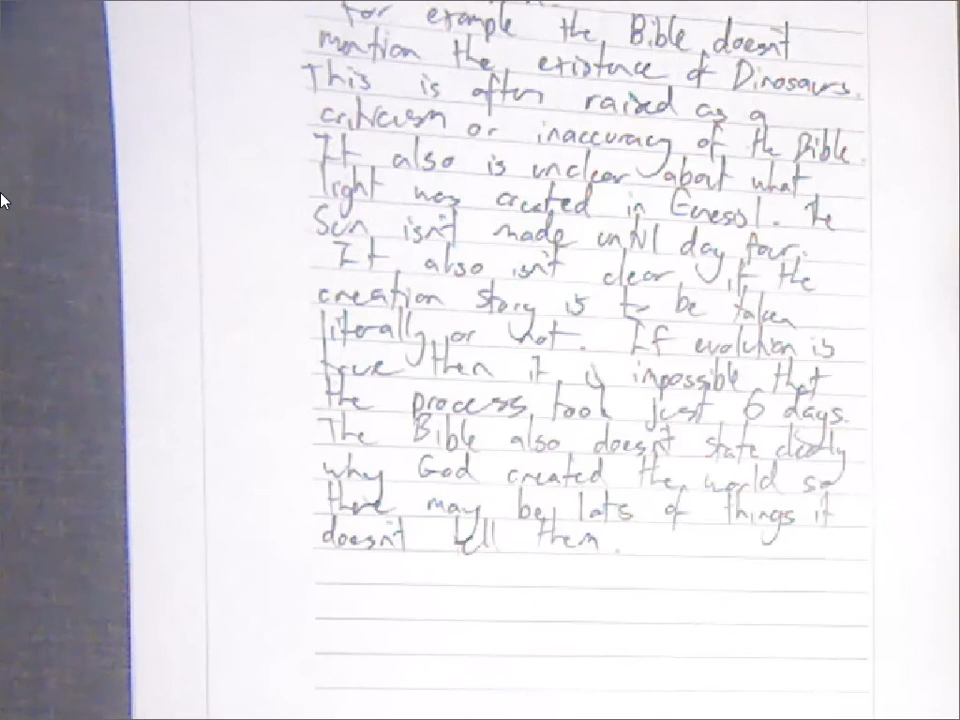 For example the Bible doesn't
mention the existence of Dinosaurs.
This is often raised as a
criticism or inaccuracy of the Bible.
It also is unclear about what
light was created in Genesis 1. The
Sun isn't made until day four.
It also isn't clear if the
creation story is to be taken
literally or not. If evolution is
true then it is impossible that
the process took just 6 days.
The Bible also doesn't state clearly
why God created the world so
there may be lots of things it
doesn't tell them.